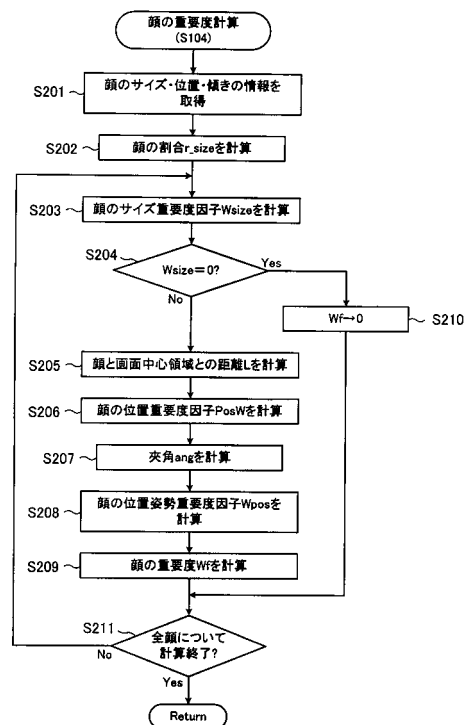 顔の重要度計算
(S104)
S201
顔のサイズ・位置・傾きの情報を
取得
S202
顔の割合r_sizeを計算
S203
顔のサイズ重要度因子Wsizeを計算
S204
Wsize=0?
Yes
No
Wf→0
S210
S205
顔と画面中心領域との距離Lを計算
S206
顔の位置重要度因子PosWを計算
S207
夾角angを計算
S208
顔の位置姿勢重要度因子Wposを
計算
S209
顔の重要度Wfを計算
S211
全顔について
計算終了?
No
Yes
Return